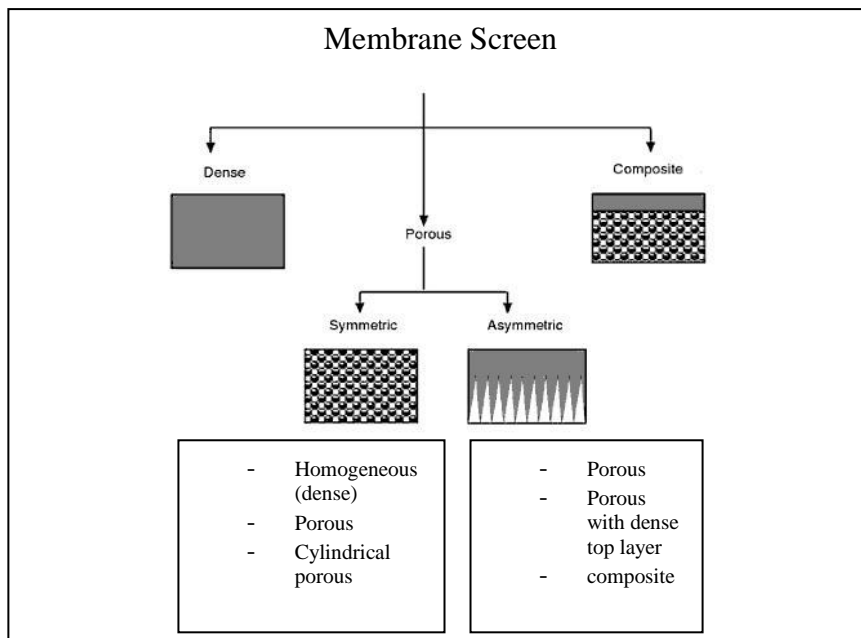 Membrane Screen
Dense
Composite
Porous
Symmetric
Asymmetric
- Homogeneous
(dense)
- Porous
- Cylindrical
porous
- Porous
- Porous
with dense
top layer
- composite